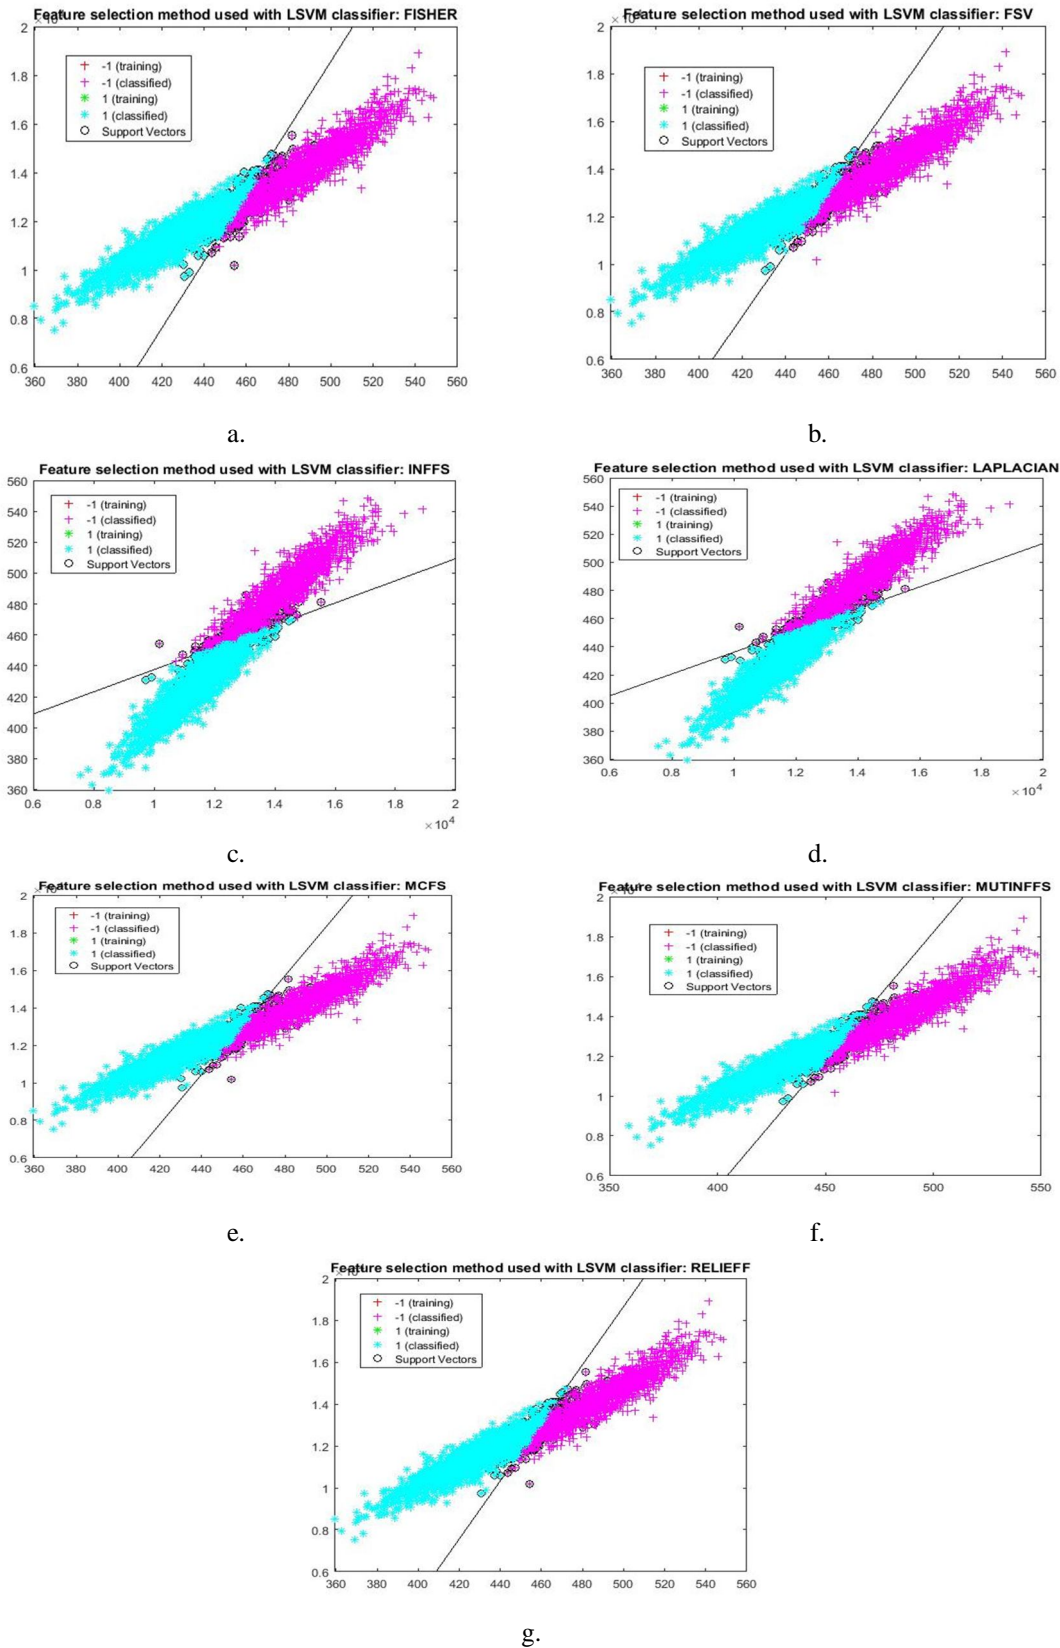 Feature selection method used with LSVM classifier: FISHER
2
1.8
1.6
1.4
1.2
1
0.8
0.6
360 380 400 420 440 460 480 500 520 540 560
-1 (training)
-1 (classified)
1 (training)
1 (classified)
Support Vectors
a.
Feature selection method used with LSVM classifier: FSV
2
1.8
1.6
1.4
1.2
1
0.8
0.6
360 380 400 420 440 460 480 500 520 540 560
-1 (training)
-1 (classified)
1 (training)
1 (classified)
Support Vectors
b.
Feature selection method used with LSVM classifier: INFFS
560
540
520
500
480
460
440
420
400
380
360
0.6 0.8 1 1.2 1.4 1.6 1.8 2
×10^4
-1 (training)
-1 (classified)
1 (training)
1 (classified)
Support Vectors
c.
Feature selection method used with LSVM classifier: LAPLACIAN
560
540
520
500
480
460
440
420
400
380
360
0.6 0.8 1 1.2 1.4 1.6 1.8 2
×10^4
-1 (training)
-1 (classified)
1 (training)
1 (classified)
Support Vectors
d.
Feature selection method used with LSVM classifier: MCFS
2
1.8
1.6
1.4
1.2
1
0.8
0.6
360 380 400 420 440 460 480 500 520 540 560
-1 (training)
-1 (classified)
1 (training)
1 (classified)
Support Vectors
e.
Feature selection method used with LSVM classifier: MUTINFFS
2
1.8
1.6
1.4
1.2
1
0.8
0.6
350 400 450 500 550
-1 (training)
-1 (classified)
1 (training)
1 (classified)
Support Vectors
f.
Feature selection method used with LSVM classifier: RELIEFF
2
1.8
1.6
1.4
1.2
1
0.8
0.6
360 380 400 420 440 460 480 500 520 540 560
-1 (training)
-1 (classified)
1 (training)
1 (classified)
Support Vectors
g.